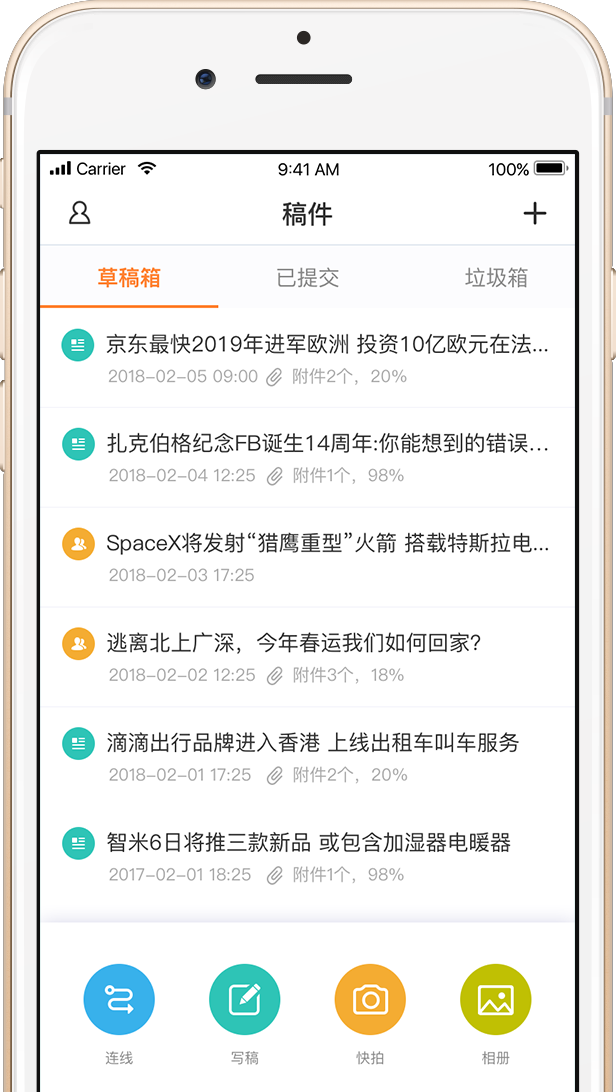 Carrier 9:41 AM 100%
稿件
草稿箱 已提交 垃圾箱
京东最快2019年进军欧洲 投资10亿欧元在法...
2018-02-05 09:00 附件2个，20%
扎克伯格纪念FB诞生14周年:你能想到的错误...
2018-02-04 12:25 附件1个，98%
SpaceX将发射“猎鹰重型”火箭 搭载特斯拉电...
2018-02-03 17:25
逃离北上广深，今年春运我们如何回家?
2018-02-02 12:25 附件3个，18%
滴滴出行品牌进入香港 上线出租车叫车服务
2018-02-01 17:25 附件2个，20%
智米6日将推三款新品 或包含加湿器电暖器
2017-02-01 18:25 附件1个，98%
连线 写稿 快拍 相册